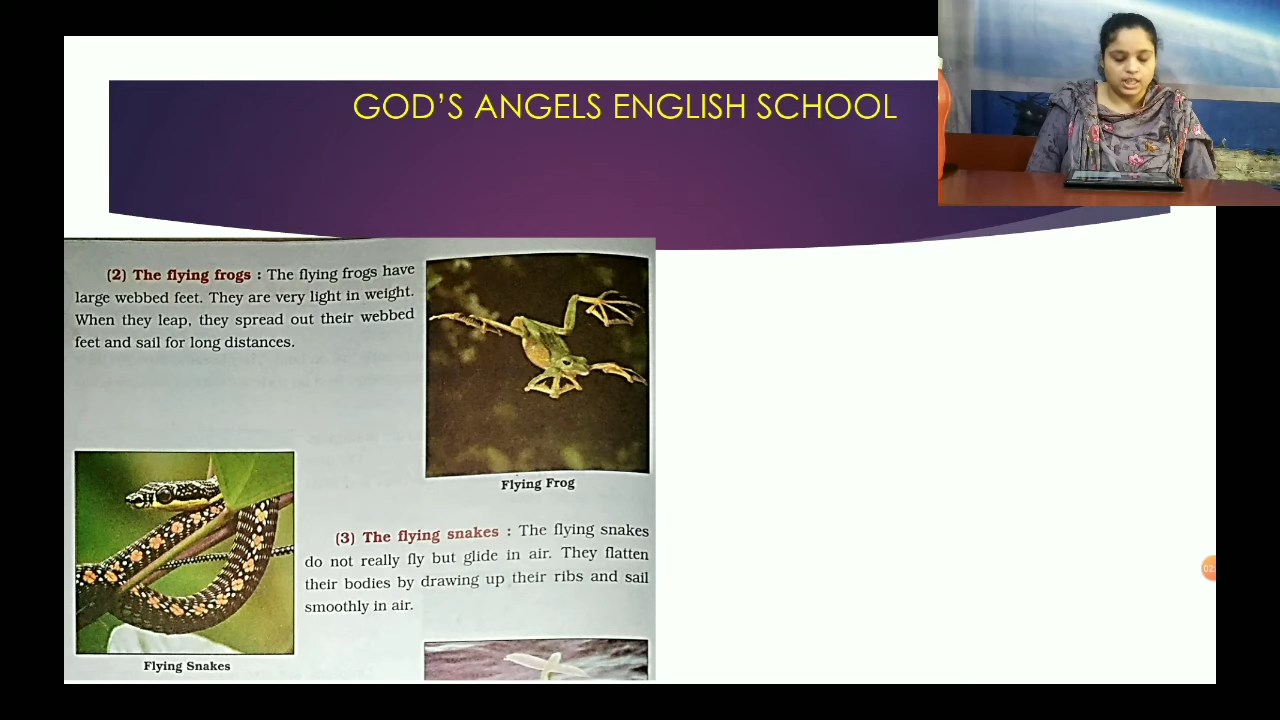 GOD'S ANGELS ENGLISH SCHOOL
(2) The flying frogs : The flying frogs have
large webbed feet. They are very light in weight.
When they leap, they spread out their webbed
feet and sail for long distances.
Flying Frog
(3) The flying snakes : The flying snakes
do not really fly but glide in air. They flatten
their bodies by drawing up their ribs and sail
smoothly in air.
Flying Snakes